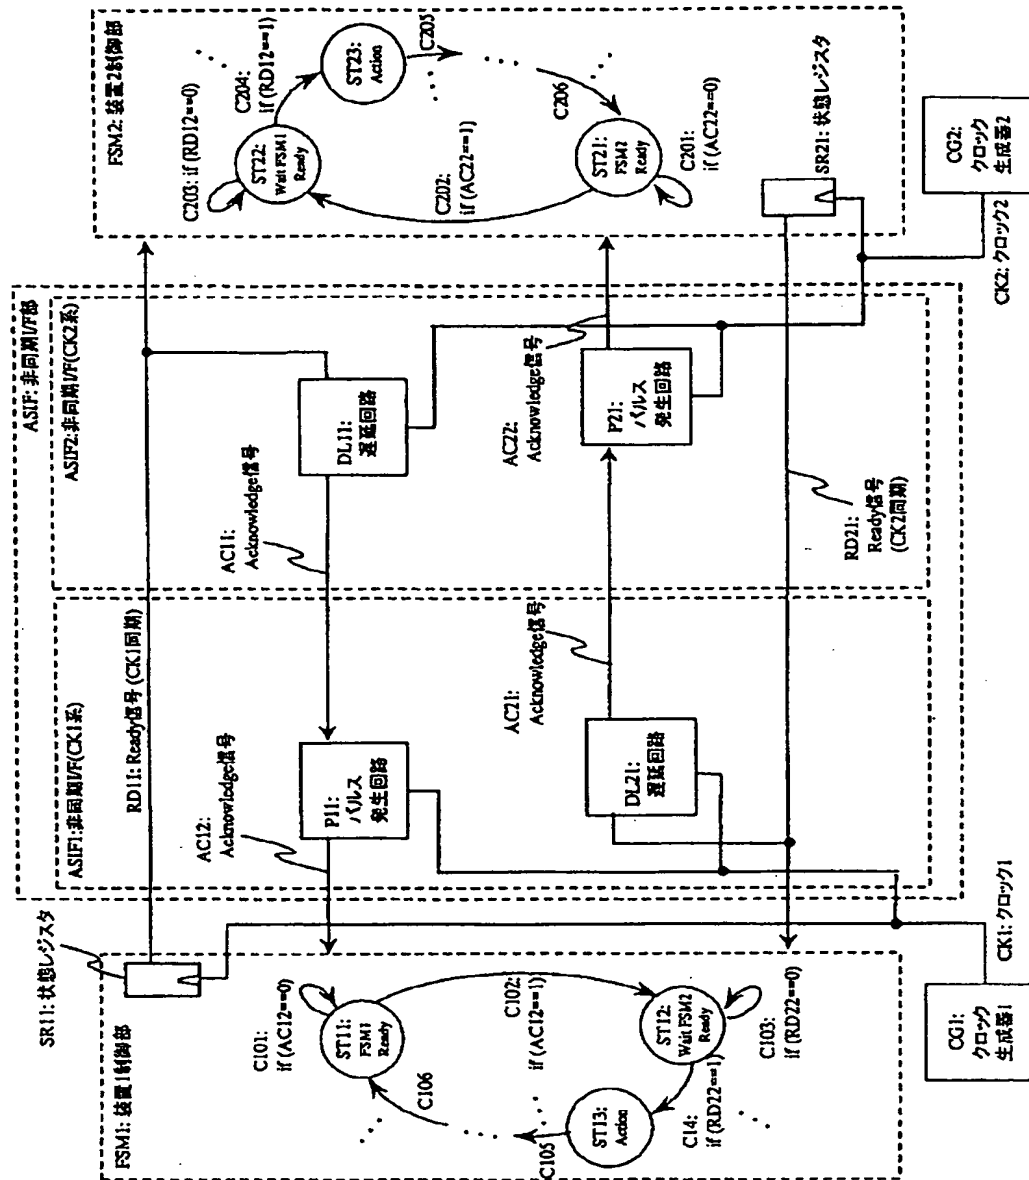 FSM1: 装置1制御部
SR11: 状態レジスタ
C101:
if (AC12==0)
ST11:
FSM1
Ready
C102:
if (AC12==1)
ST12:
Wait FSM2
Ready
C103:
if (RD22==0)
C14:
if (RD22==1)
ST13:
Action
C105
C106
CG1:
クロック
生成器1
CK1: クロック1
ASIF: 非同期I/F部
ASIF1:非同期I/F(CK1系)
RD11: Ready信号 (CK1同期)
AC12:
Acknowledge信号
P11:
パルス
発生回路
AC21:
Acknowledge信号
DL21:
遅延回路
ASIF2:非同期I/F(CK2系)
AC11:
Acknowledge信号
DL11:
遅延回路
AC22:
Acknowledge信号
P21:
パルス
発生回路
RD21:
Ready信号
(CK2同期)
FSM2: 装置2制御部
C203: if (RD12==0)
C204:
if (RD12==1)
ST22:
Wait FSM1
Ready
ST23:
Action
C205
C202:
if (AC22==1)
C206
ST21:
FSM2
Ready
C201:
if (AC22==0)
SR21: 状態レジスタ
CG2:
クロック
生成器2
CK2: クロック2